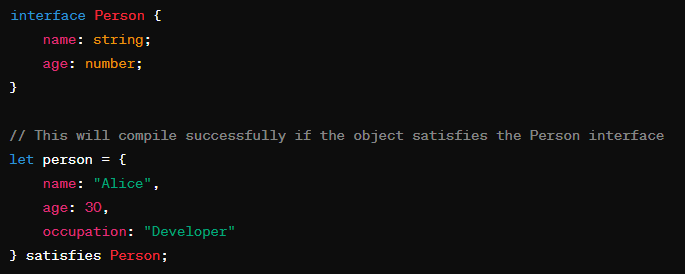 interface Person {
    name: string;
    age: number;
}

// This will compile successfully if the object satisfies the Person interface
let person = {
    name: "Alice",
    age: 30,
    occupation: "Developer"
} satisfies Person;